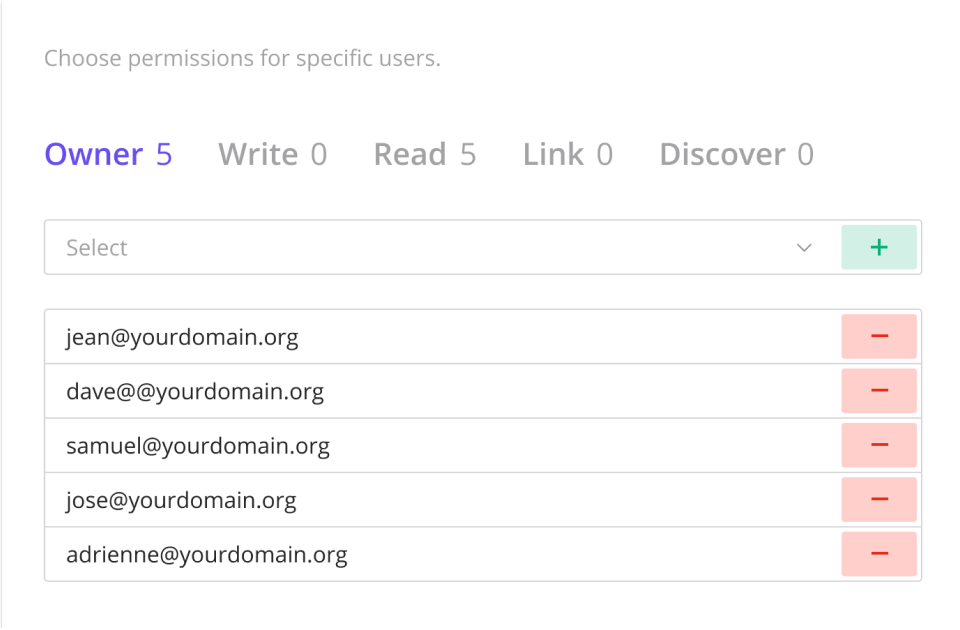 Choose permissions for specific users.
Owner 5 Write 0 Read 5 Link 0 Discover 0
Select
+
jean@yourdomain.org −
dave@@yourdomain.org −
samuel@yourdomain.org −
jose@yourdomain.org −
adrienne@yourdomain.org −